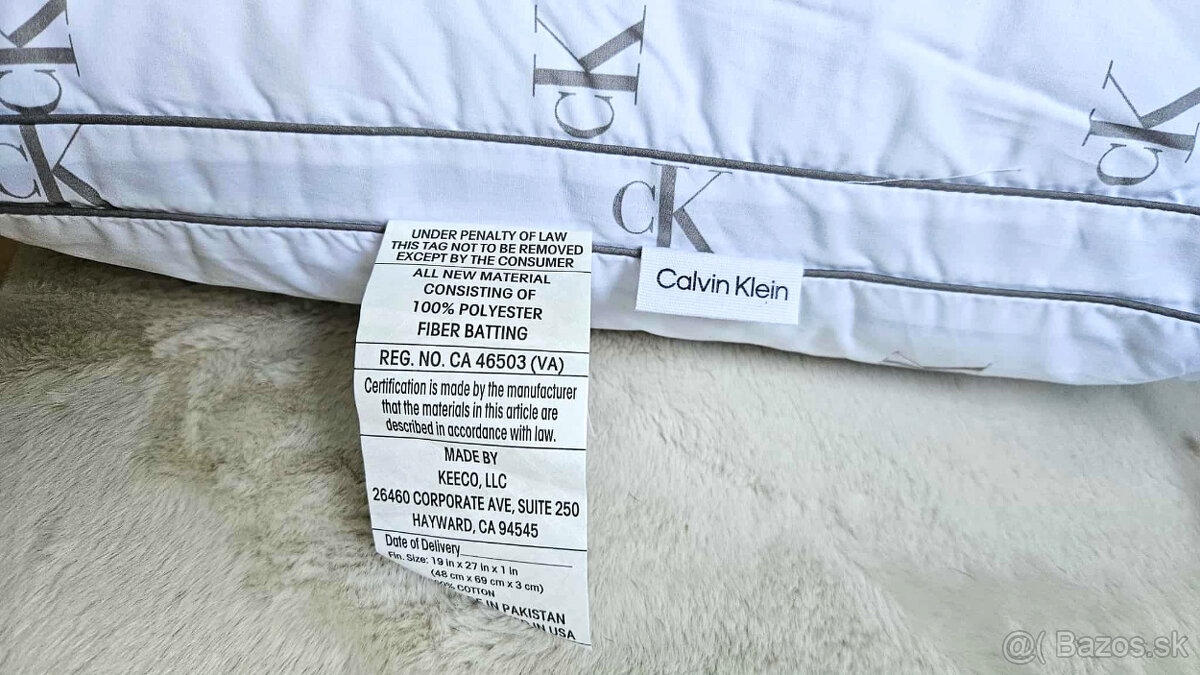 CK
CK
CK
CK
CK
UNDER PENALTY OF LAW
THIS TAG NOT TO BE REMOVED
EXCEPT BY THE CONSUMER
ALL NEW MATERIAL
CONSISTING OF
100% POLYESTER
FIBER BATTING
REG. NO. CA 46503 (VA)
Certification is made by the manufacturer
that the materials in this article are
described in accordance with law.
MADE BY
KEECO, LLC
26460 CORPORATE AVE, SUITE 250
HAYWARD, CA 94545
Date of Delivery
Fin. Size: 19 in x 27 in x 1 in
(48 cm x 69 cm x 3 cm)
COTTON
IN PAKISTAN
IN USA
Calvin Klein
@( Bazos.sk